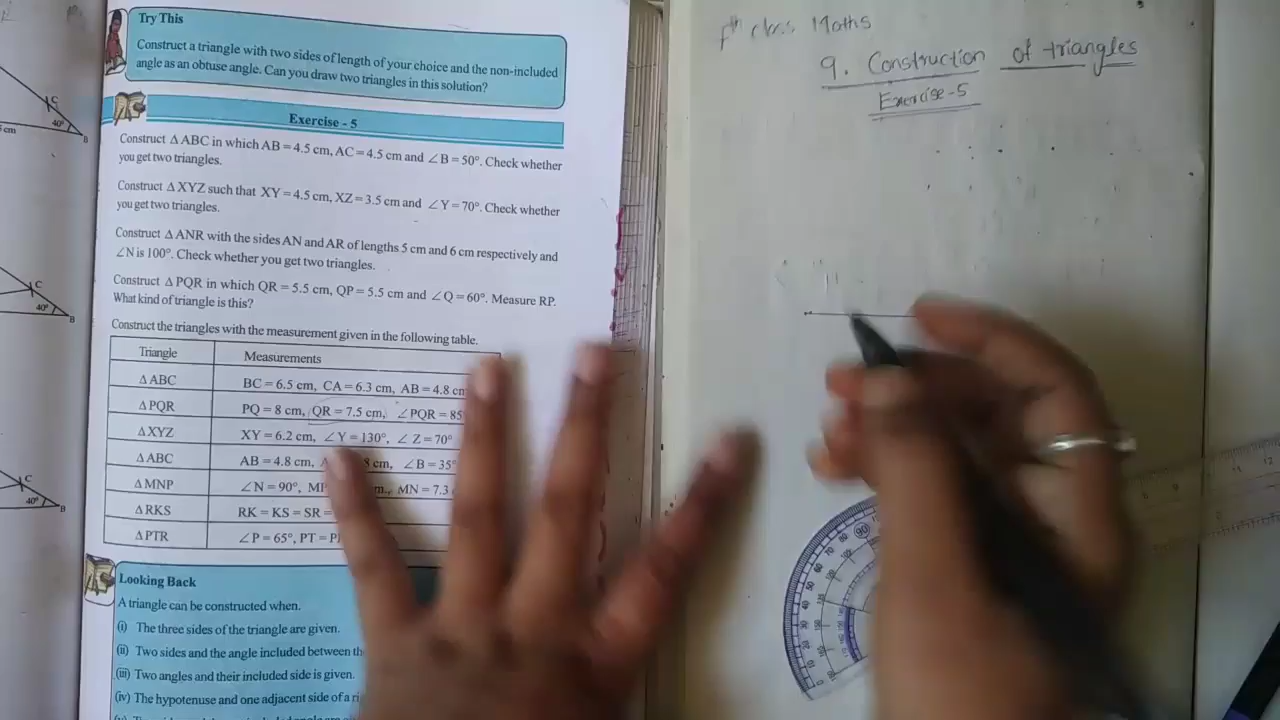 Try This
Construct a triangle with two sides of length of your choice and the non-included
angle as an obtuse angle. Can you draw two triangles in this solution?
Exercise - 5
Construct Δ ABC in which AB = 4.5 cm, AC = 4.5 cm and ∠B = 50°. Check whether
you get two triangles.
Construct Δ XYZ such that XY = 4.5 cm, XZ = 3.5 cm and ∠Y = 70°. Check whether
you get two triangles.
Construct Δ ANR with the sides AN and AR of lengths 5 cm and 6 cm respectively and
∠N is 100°. Check whether you get two triangles.
Construct Δ PQR in which QR = 5.5 cm, QP = 5.5 cm and ∠Q = 60°. Measure RP.
What kind of triangle is this?
Construct the triangles with the measurement given in the following table.
Triangle Measurements
Δ ABC BC = 6.5 cm, CA = 6.3 cm, AB = 4.8 cm
Δ PQR PQ = 8 cm, QR = 7.5 cm, ∠PQR = 85
Δ XYZ XY = 6.2 cm, ∠Y = 130°, ∠Z = 70°
Δ ABC AB = 4.8 cm, 8 cm, ∠B = 35°
Δ MNP ∠N = 90°, MN = 7.3
Δ RKS RK = KS = SR =
Δ PTR ∠P = 65°, PT =
Looking Back
A triangle can be constructed when.
(i) The three sides of the triangle are given.
(ii) Two sides and the angle included between
(iii) Two angles and their included side is given.
(iv) The hypotenuse and one adjacent side of a
C
40°
B
cm
C
40°
B
C
40°
B
class Maths
9. Construction of triangles
Exercise-5